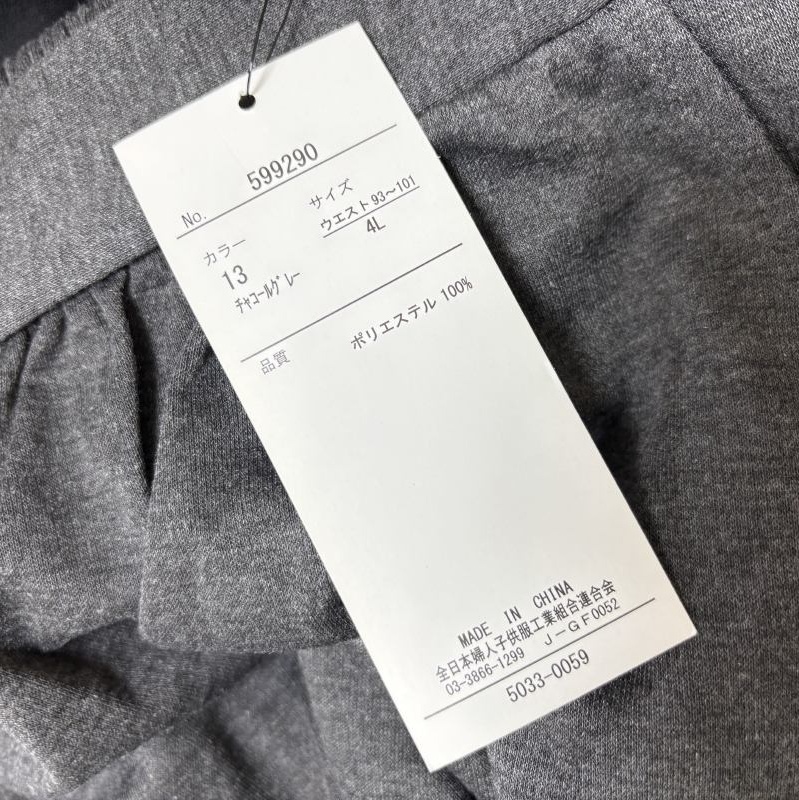 No. 599290
カラー
サイズ
13
ウエスト93~101
ﾁｬｺｰﾙｸﾞﾚｰ
4L
品質 ポリエステル 100%
MADE IN CHINA
全日本婦人子供服工業組合連合会
03-3866-1299 J-GF0052
5033-0059